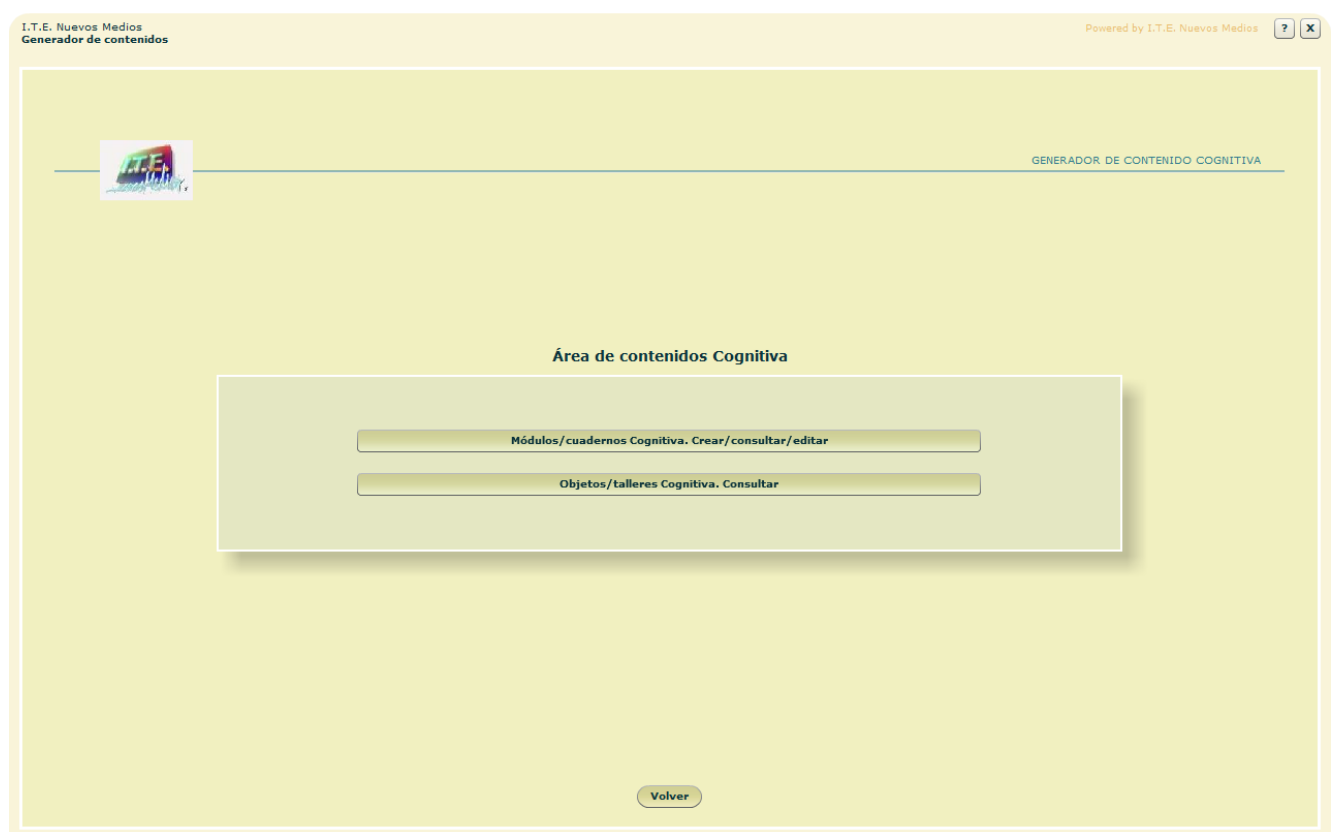 I.T.E. Nuevos Medios
Generador de contenidos
Powered by I.T.E. Nuevos Medios
?
X
I.T.E.
GENERADOR DE CONTENIDO COGNITIVA
Área de contenidos Cognitiva
Módulos/cuadernos Cognitiva. Crear/consultar/editar
Objetos/talleres Cognitiva. Consultar
Volver